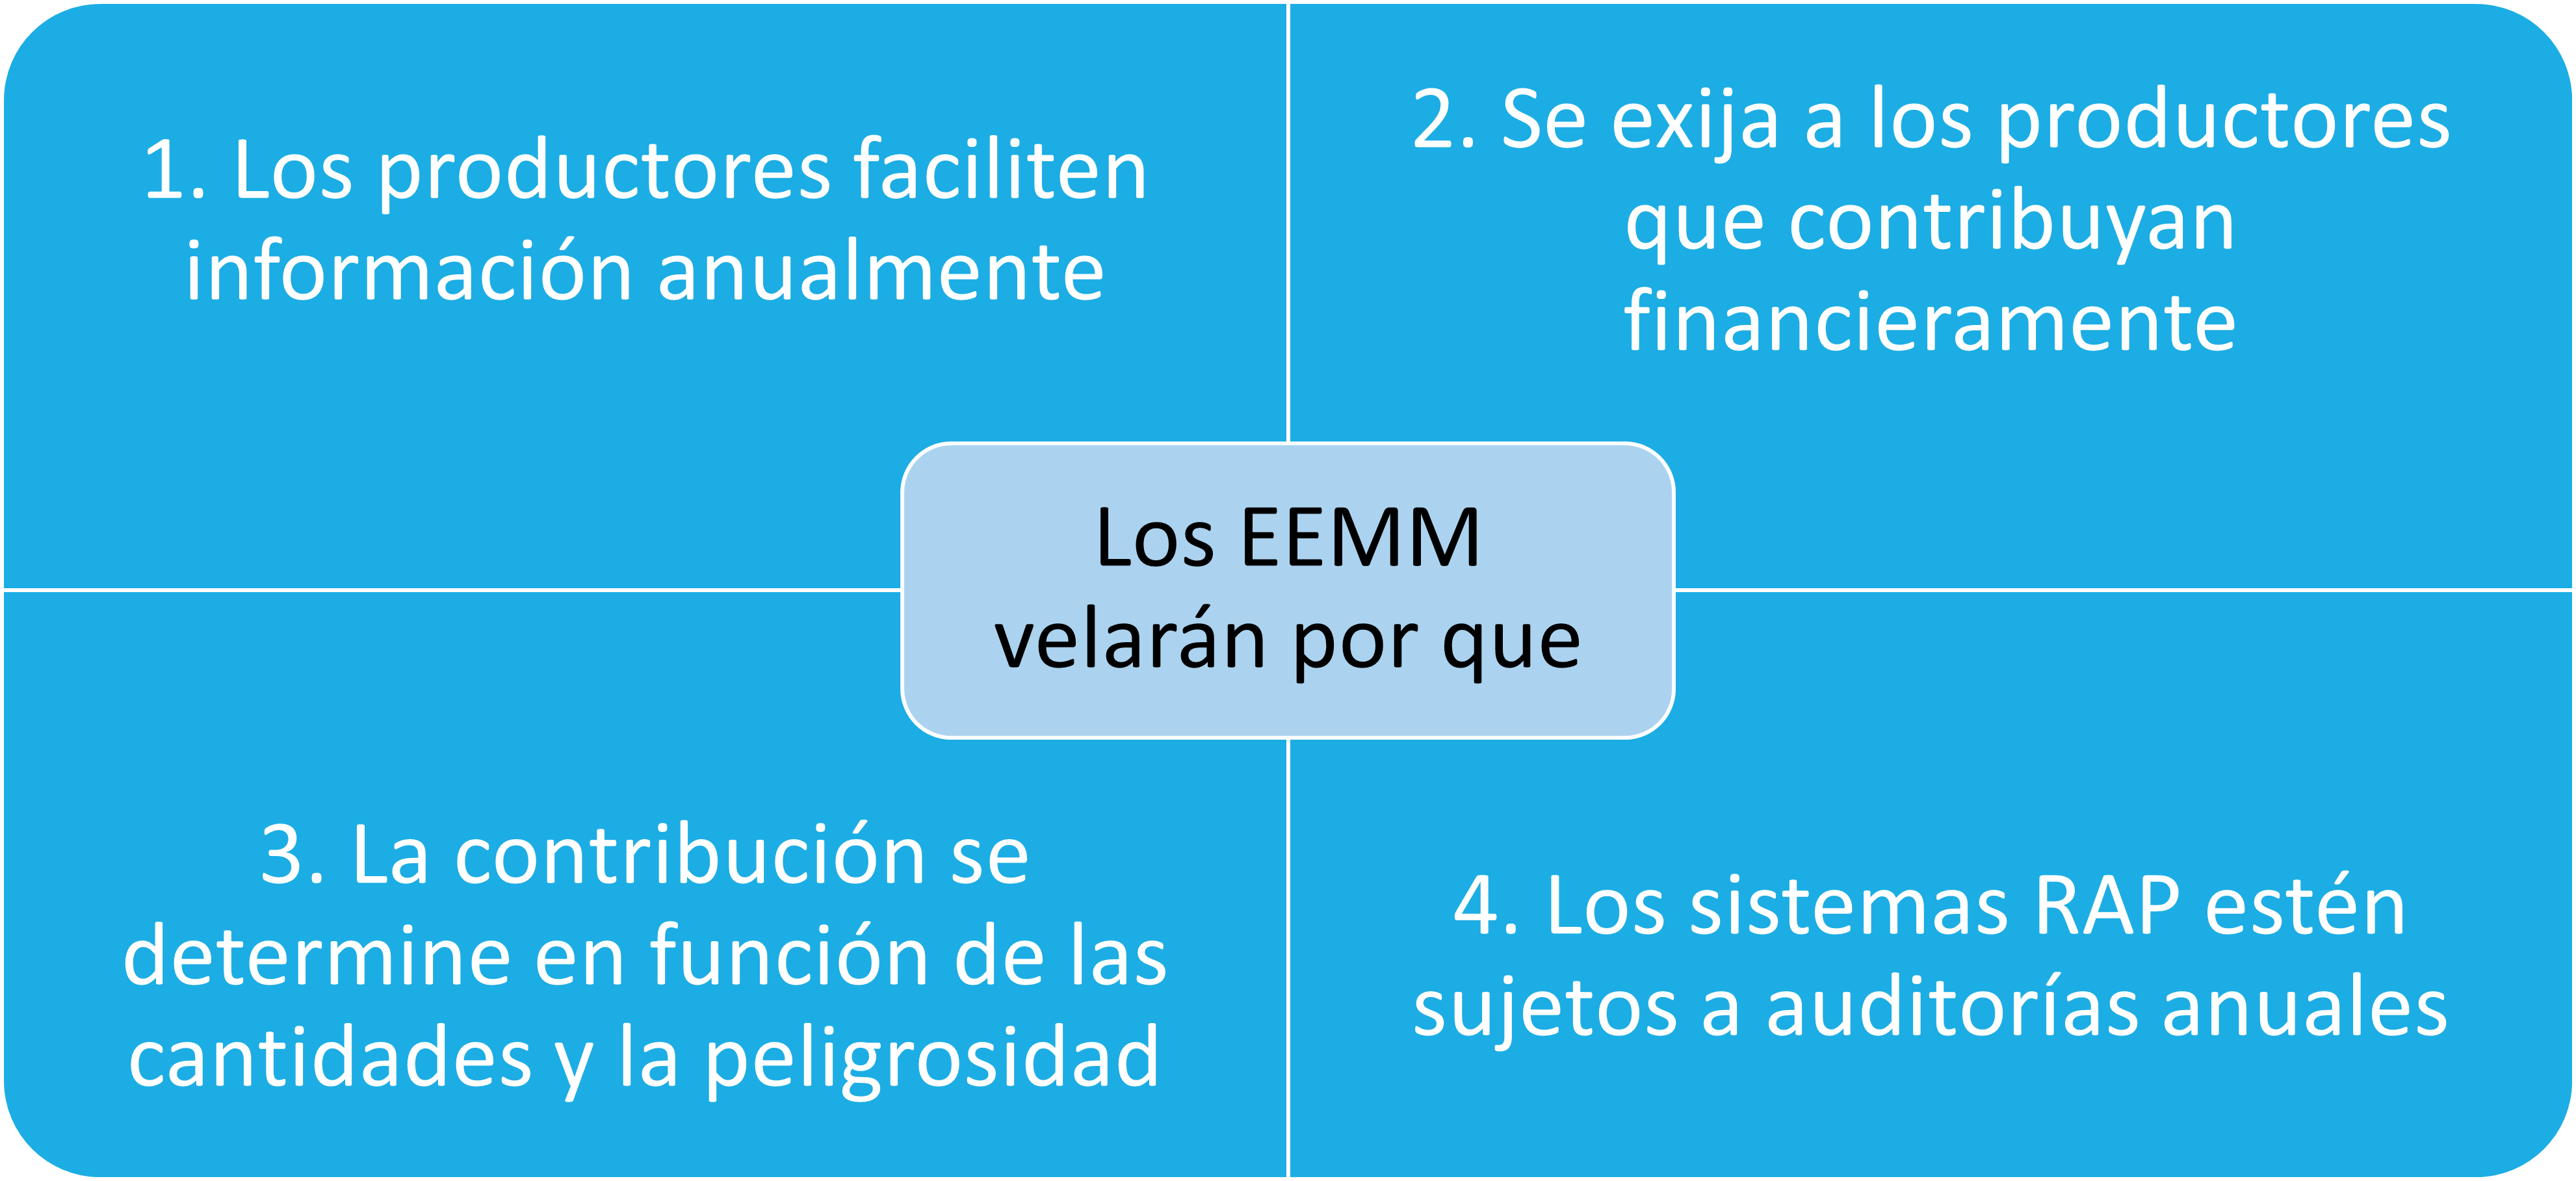 1. Los productores faciliten
información anualmente
2. Se exija a los productores
que contribuyan
financieramente
Los EEMM
velarán por que
3. La contribución se
determine en función de las
cantidades y la peligrosidad
4. Los sistemas RAP estén
sujetos a auditorías anuales